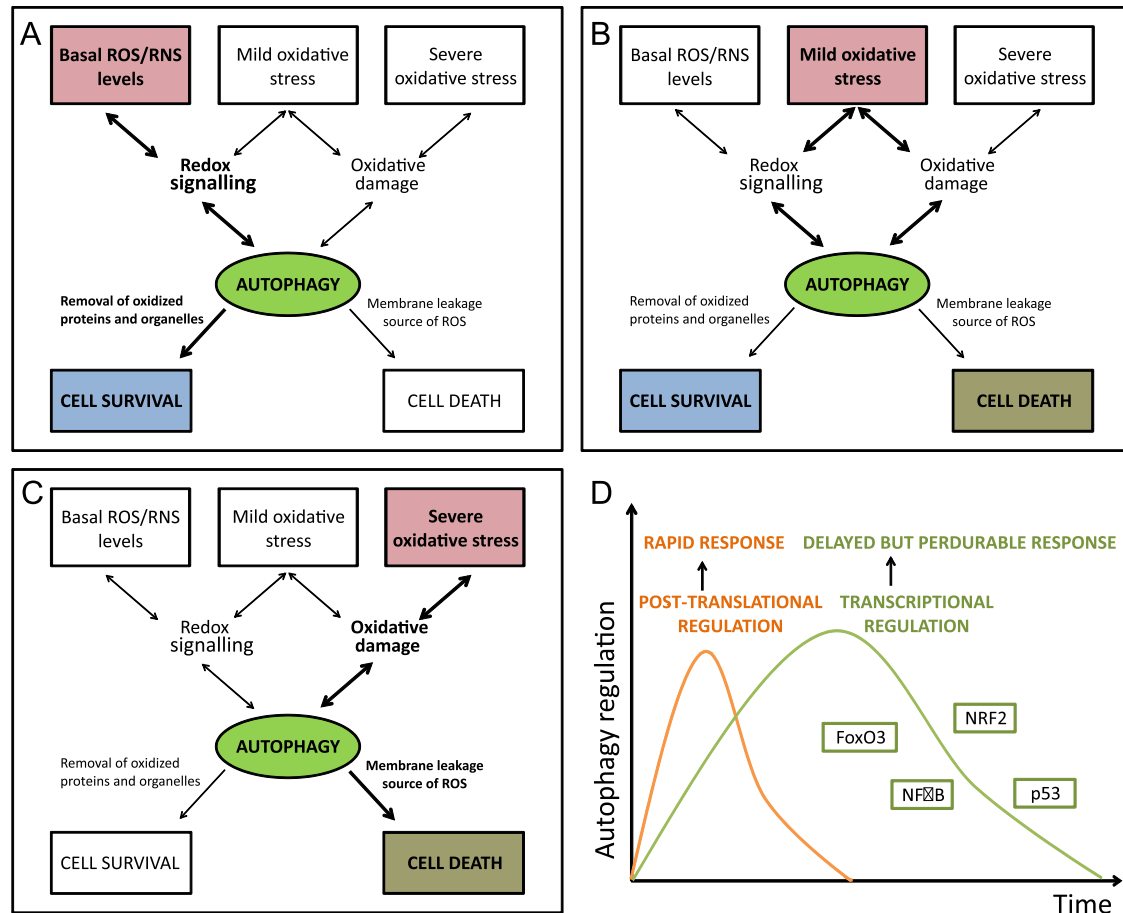 A
Basal ROS/RNS
levels
Mild oxidative
stress
Severe
oxidative stress
Redox
signalling
Oxidative
damage
AUTOPHAGY
Removal of oxidized
proteins and organelles
Membrane leakage
source of ROS
CELL SURVIVAL
CELL DEATH
B
Basal ROS/RNS
levels
Mild oxidative
stress
Severe
oxidative stress
Redox
signalling
Oxidative
damage
AUTOPHAGY
Removal of oxidized
proteins and organelles
Membrane leakage
source of ROS
CELL SURVIVAL
CELL DEATH
C
Basal ROS/RNS
levels
Mild oxidative
stress
Severe
oxidative stress
Redox
signalling
Oxidative
damage
AUTOPHAGY
Removal of oxidized
proteins and organelles
Membrane leakage
source of ROS
CELL SURVIVAL
CELL DEATH
D
RAPID RESPONSE
DELAYED BUT PERDURABLE RESPONSE
POST-TRANSLATIONAL
REGULATION
TRANSCRIPTIONAL
REGULATION
Autophagy regulation
NRF2
FoxO3
NF⍰B
p53
Time